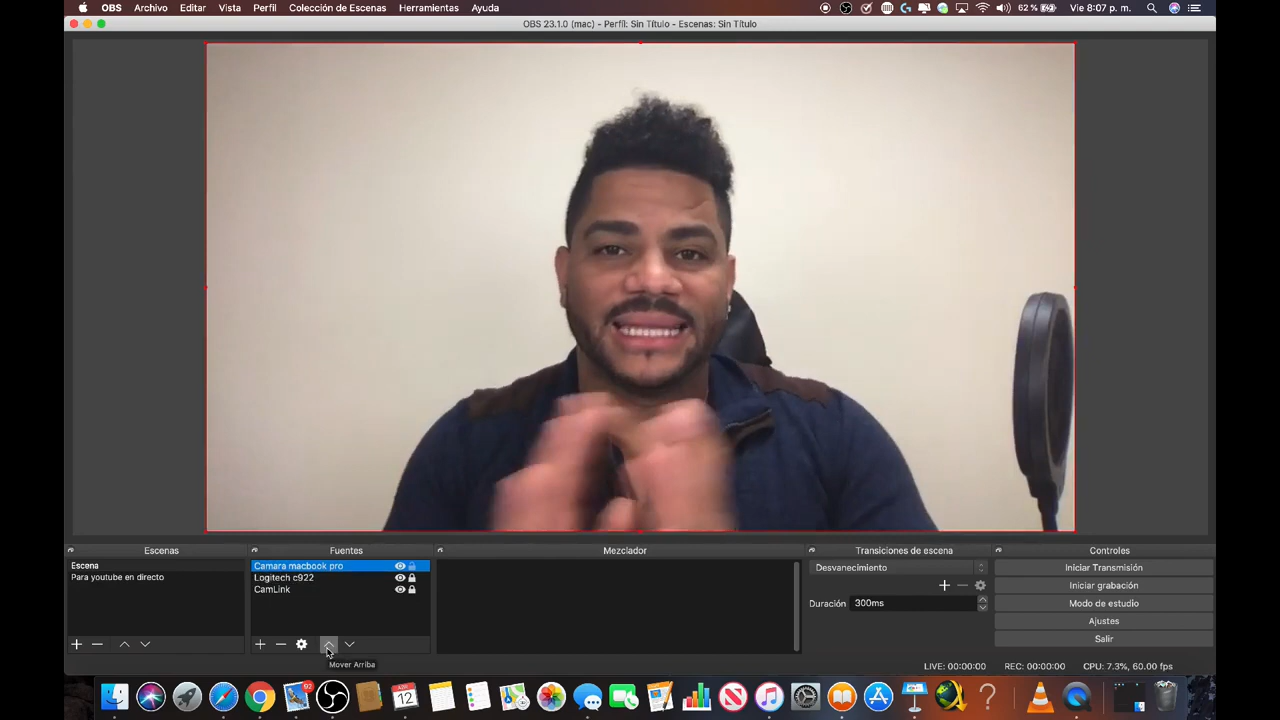 OBS Archivo Editar Vista Perfil Colección de Escenas Herramientas Ayuda 62 % Vie 8:07 p. m.
OBS 23.1.0 (mac) - Perfil: Sin Título - Escenas: Sin Título
Escenas Fuentes Mezclador Transiciones de escena Controles
Escena
Para youtube en directo
Camara macbook pro
Logitech c922
CamLink
Mover Arriba
Desvanecimiento
Duración 300ms
Iniciar Transmisión
Iniciar grabación
Modo de estudio
Ajustes
Salir
LIVE: 00:00:00 REC: 00:00:00 CPU: 7.3%, 60.00 fps
12